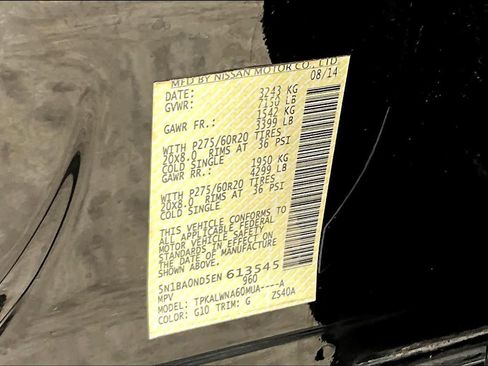 MFD BY NISSAN MOTOR CO., LTD.
DATE: 08/14
GVWR: 3243 KG
7150 LB
GAWR FR.: 1542 KG
3399 LB
WITH P275/60R20 TIRES
20X8.0 RIMS AT 36 PSI
COLD SINGLE
GAWR RR.: 1950 KG
4299 LB
WITH P275/60R20 TIRES
20X8.0 RIMS AT 36 PSI
COLD SINGLE
THIS VEHICLE CONFORMS TO
ALL APPLICABLE FEDERAL
MOTOR VEHICLE SAFETY
STANDARDS IN EFFECT ON
THE DATE OF MANUFACTURE
SHOWN ABOVE.
5N1BA0ND5EN 613545
MPV 960
MODEL: TPKALWNA60MUA----A
COLOR: G10 TRIM: G ZS40A